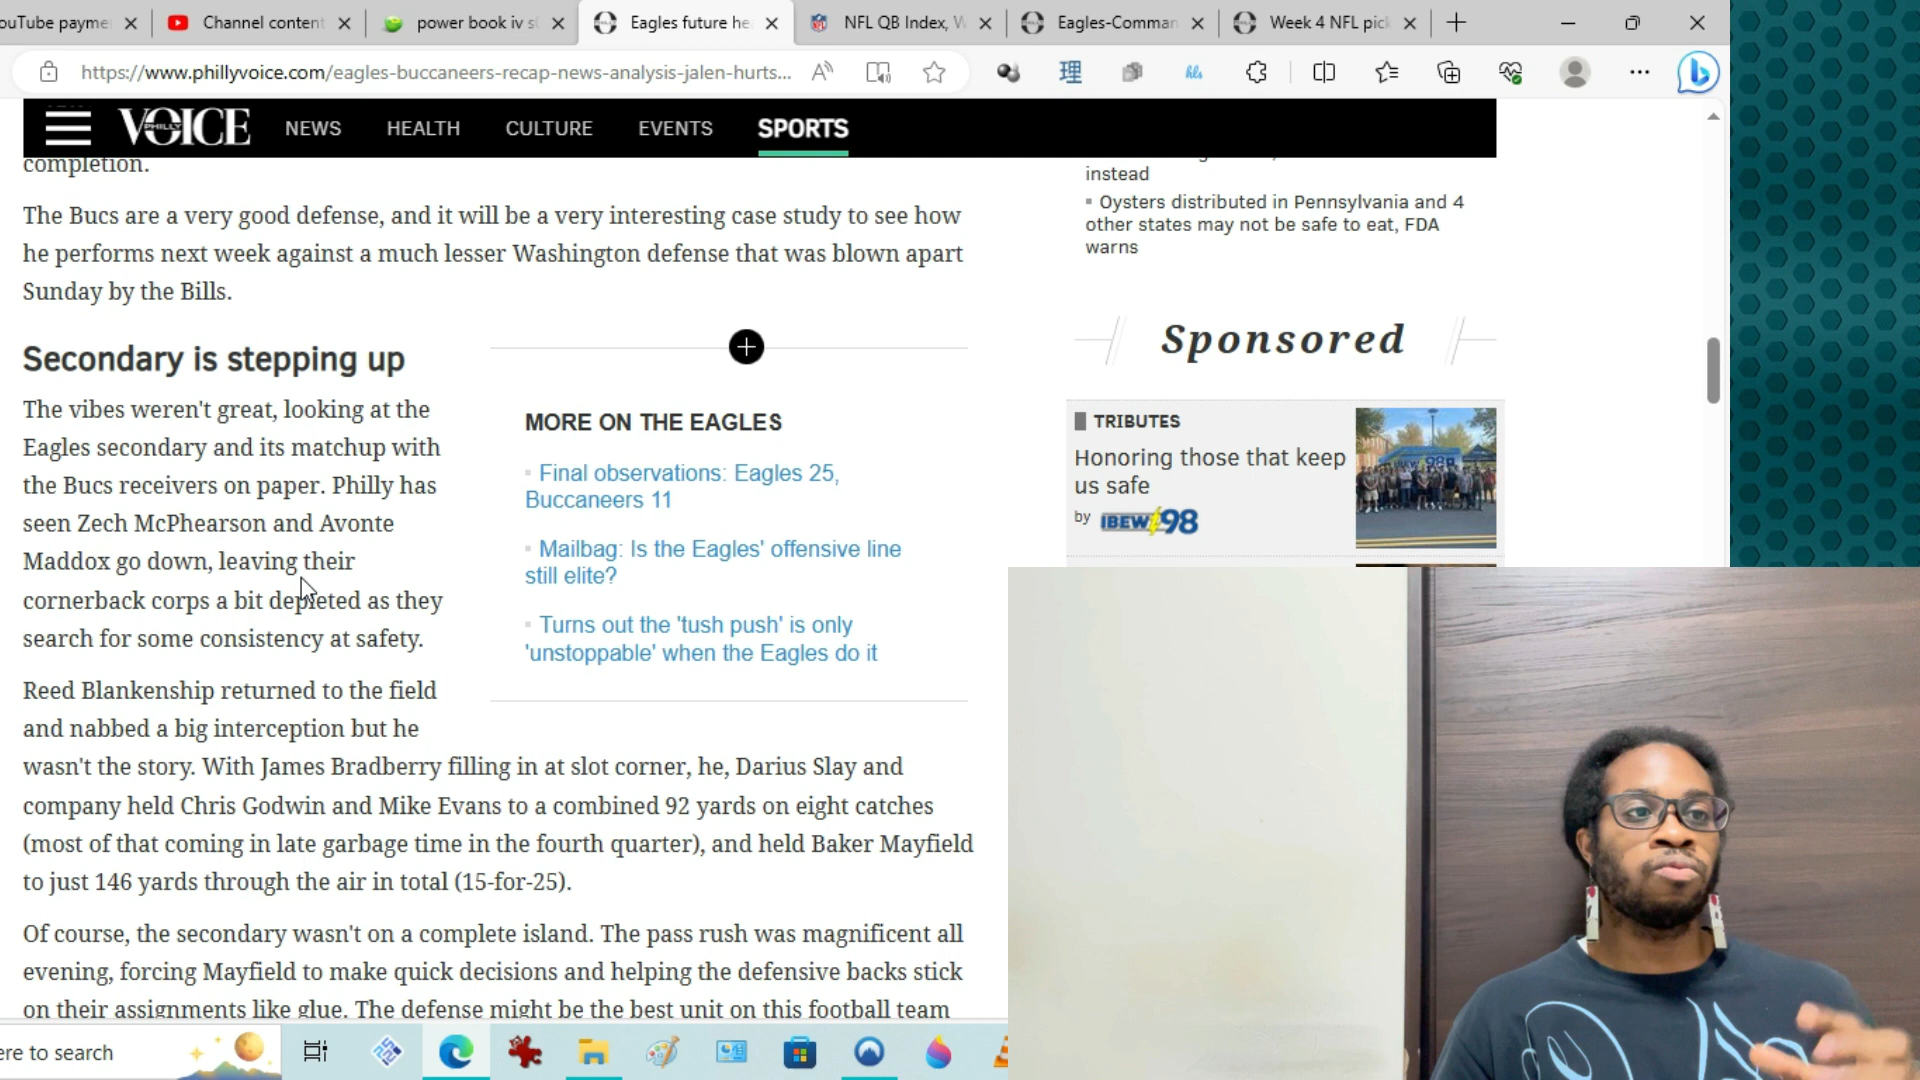 ouTube payme
Channel content
power book iv s
Eagles future he
NFL QB Index, W
Eagles-Comman
Week 4 NFL pick
https://www.phillyvoice.com/eagles-buccaneers-recap-news-analysis-jalen-hurts...
PHILLY VOICE
NEWS
HEALTH
CULTURE
EVENTS
SPORTS
completion.
The Bucs are a very good defense, and it will be a very interesting case study to see how
he performs next week against a much lesser Washington defense that was blown apart
Sunday by the Bills.
Secondary is stepping up
The vibes weren't great, looking at the
Eagles secondary and its matchup with
the Bucs receivers on paper. Philly has
seen Zech McPhearson and Avonte
Maddox go down, leaving their
cornerback corps a bit depleted as they
search for some consistency at safety.
Reed Blankenship returned to the field
and nabbed a big interception but he
wasn't the story. With James Bradberry filling in at slot corner, he, Darius Slay and
company held Chris Godwin and Mike Evans to a combined 92 yards on eight catches
(most of that coming in late garbage time in the fourth quarter), and held Baker Mayfield
to just 146 yards through the air in total (15-for-25).
Of course, the secondary wasn't on a complete island. The pass rush was magnificent all
evening, forcing Mayfield to make quick decisions and helping the defensive backs stick
on their assignments like glue. The defense might be the best unit on this football team
MORE ON THE EAGLES
Final observations: Eagles 25,
Buccaneers 11
Mailbag: Is the Eagles' offensive line
still elite?
Turns out the 'tush push' is only
'unstoppable' when the Eagles do it
instead
Oysters distributed in Pennsylvania and 4
other states may not be safe to eat, FDA
warns
Sponsored
TRIBUTES
Honoring those that keep
us safe
by IBEW 98
ere to search
理
hls